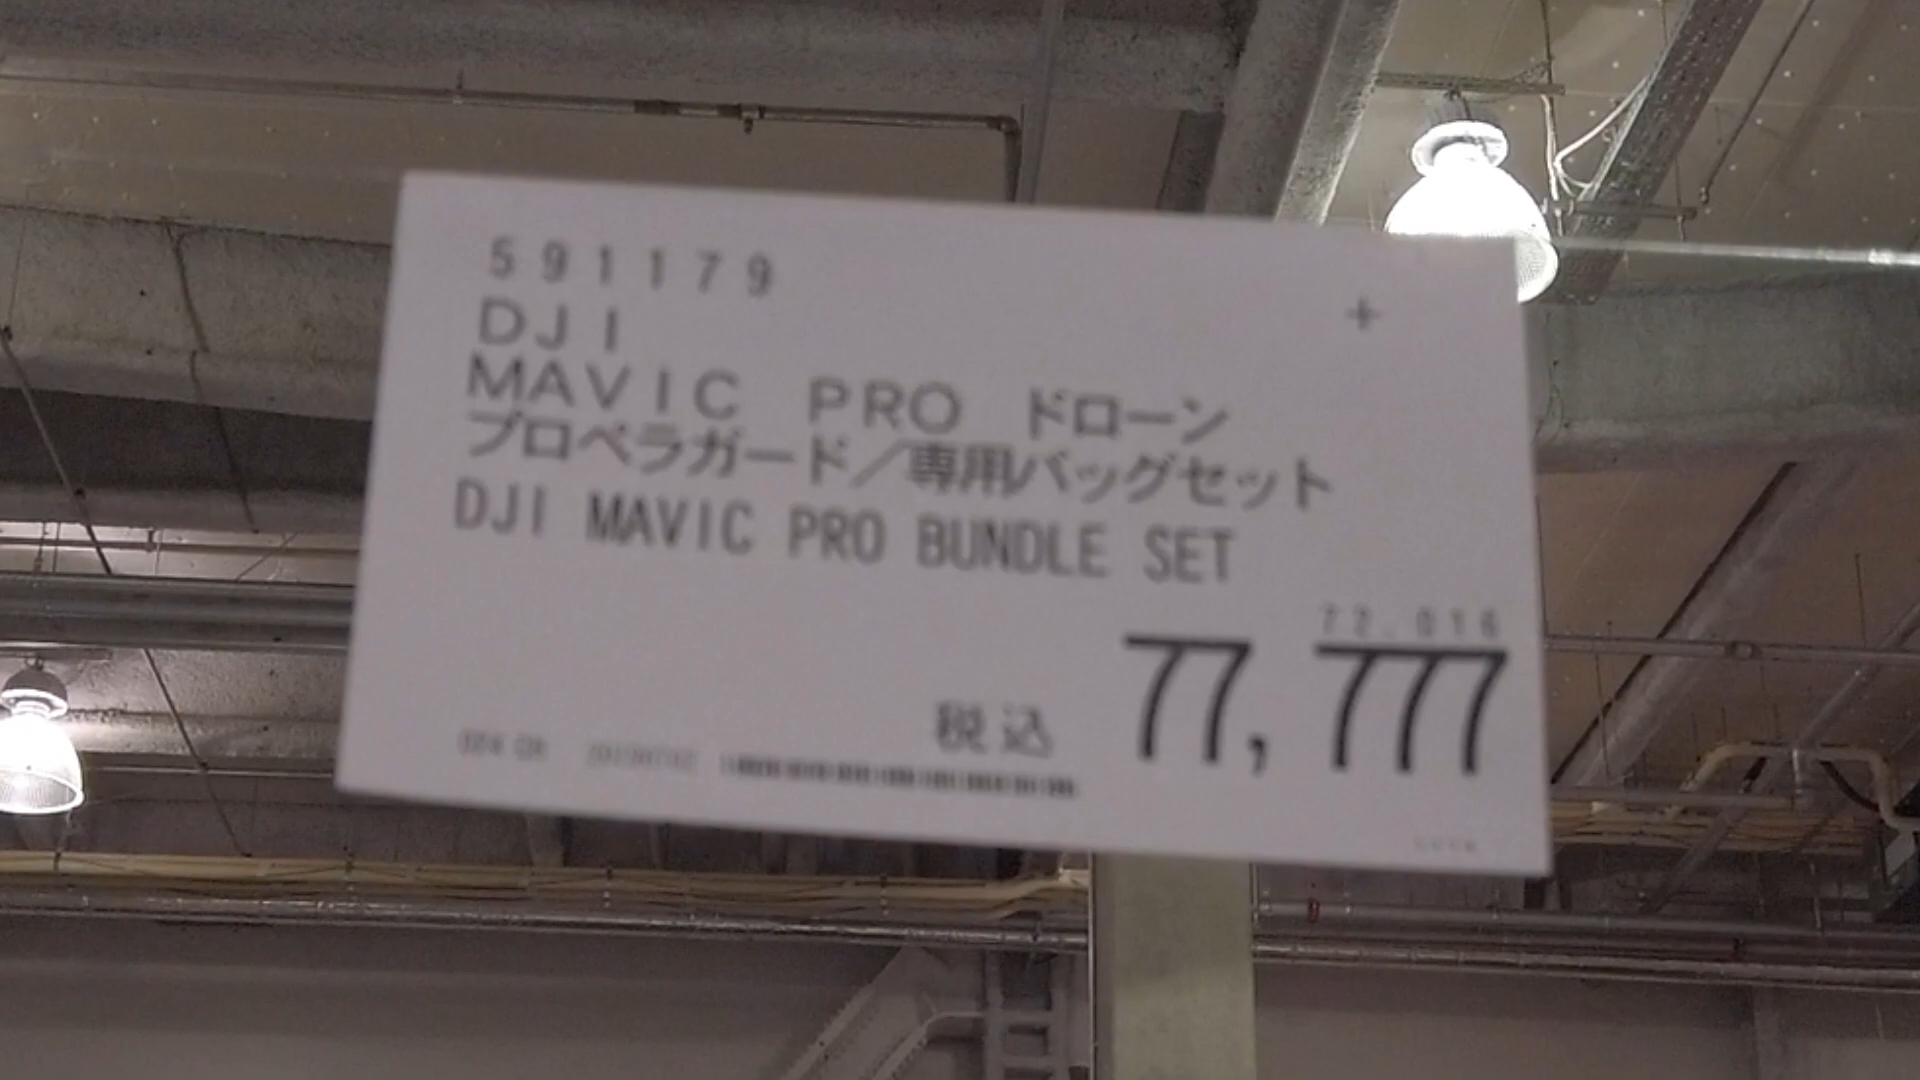 591179
+
DJI
MAVIC PRO ドローン
プロペラガード／専用バッグセット
DJI MAVIC PRO BUNDLE SET
72,016
税込 77,777